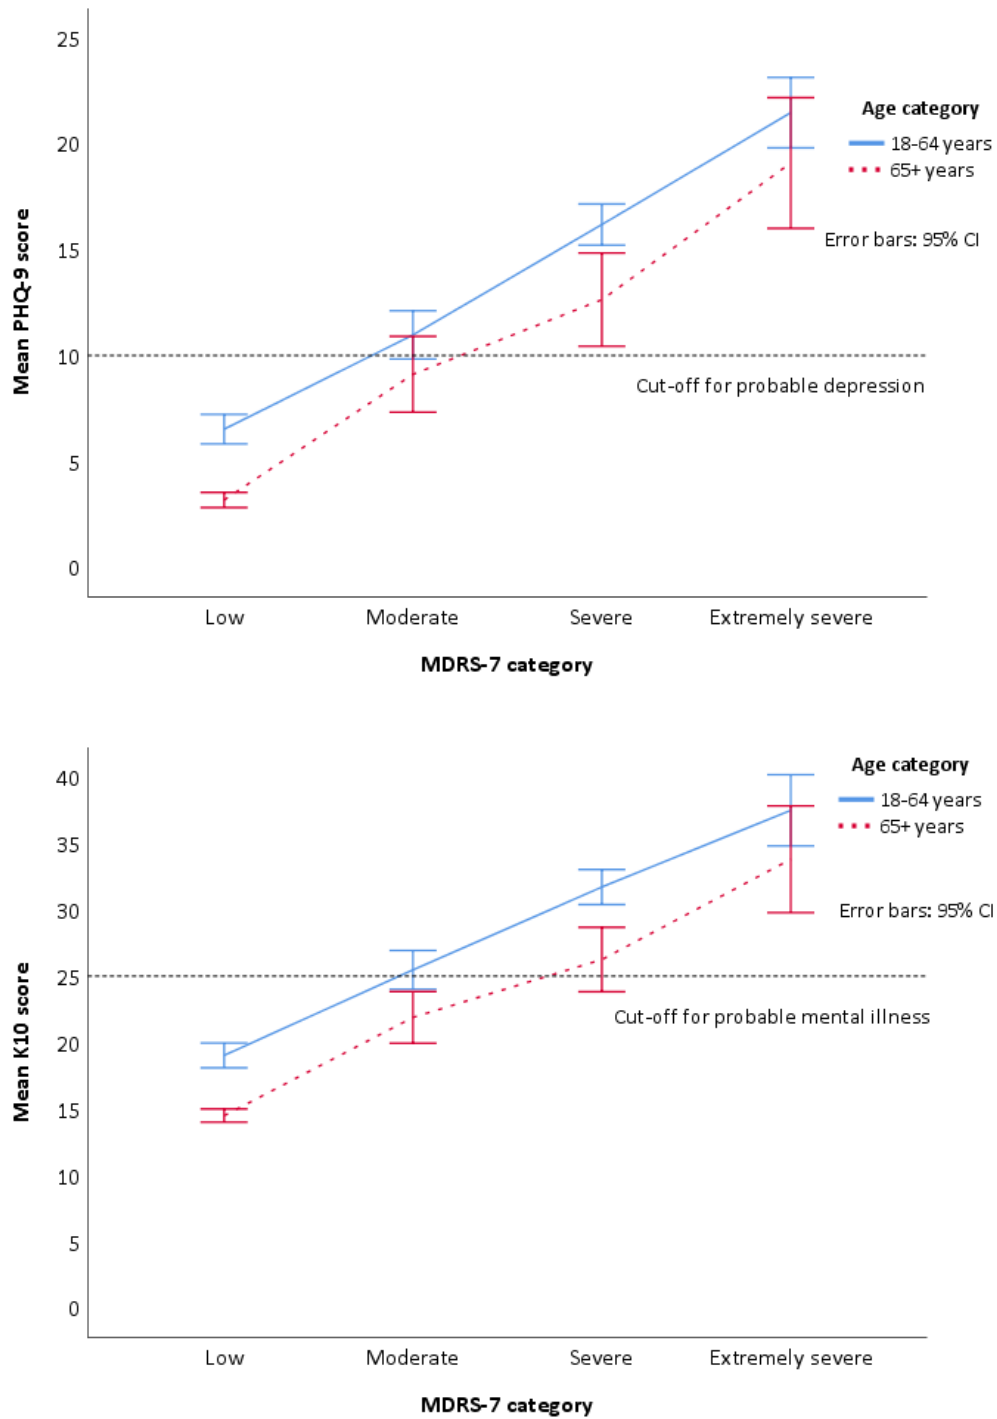 25
Age category
18-64 years
20
65+ years
15
Error bars: 95% CI
Mean PHQ-9 score
10
Cut-off for probable depression
5
0
Low Moderate Severe Extremely severe
MDRS-7 category
Age category
40
18-64 years
65+ years
35
30
Error bars: 95% CI
25
Cut-off for probable mental illness
Mean K10 score
20
15
10
5
0
Low Moderate Severe Extremely severe
MDRS-7 category